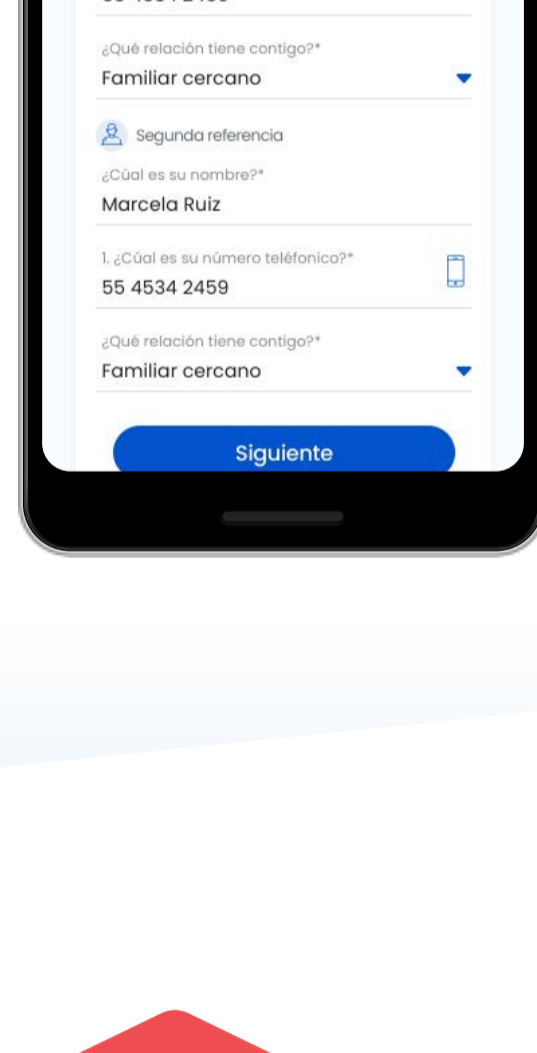 ¿Qué relación tiene contigo?*
Familiar cercano
Segunda referencia
¿Cúal es su nombre?*
Marcela Ruiz
1. ¿Cúal es su número teléfonico?*
55 4534 2459
¿Qué relación tiene contigo?*
Familiar cercano
Siguiente